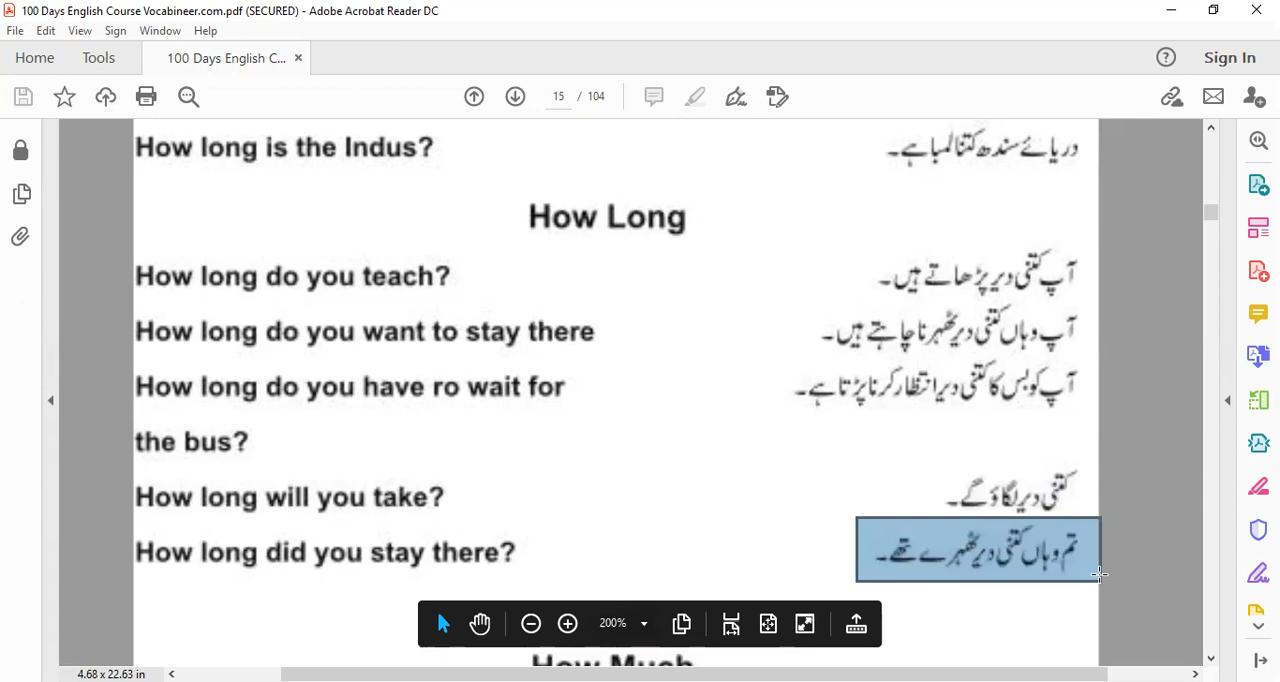 100 Days English Course Vocabineer.com.pdf (SECURED) - Adobe Acrobat Reader DC
File Edit View Sign Window Help
Home Tools 100 Days English C... × Sign In
15 / 104
How long is the Indus? دریائے سندھ کتنا لمبا ہے۔
How Long
How long do you teach? آپ کتنی دیر پڑھاتے ہیں۔
How long do you want to stay there آپ وہاں کتنی دیر ٹھہرنا چاہتے ہیں۔
How long do you have ro wait for آپ کو بس کا کتنی دیر انتظار کرنا پڑتا ہے۔
the bus?
How long will you take? کتنی دیر لگاؤ گے۔
How long did you stay there? تم وہاں کتنی دیر ٹھہرے تھے۔
200%
How Much
4.68 x 22.63 in